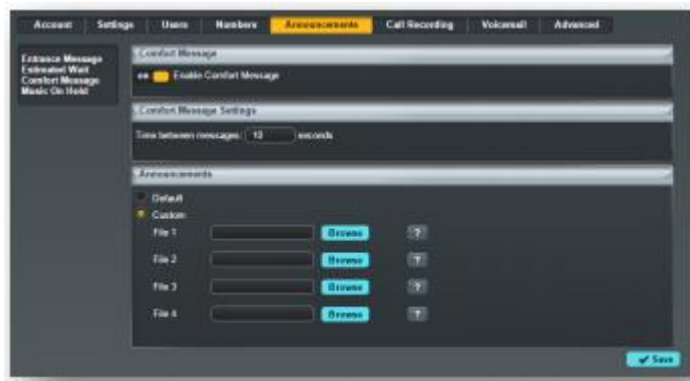 Account Settings Users Numbers Announcements Call Recording Voicemail Advanced
Entrance Message
Estimated Wait
Comfort Message
Music On Hold
Comfort Message
on Enable Comfort Message
Comfort Message Settings
Time between messages: 10 seconds
Announcements
Default
Custom
File 1 Browse ?
File 2 Browse ?
File 3 Browse ?
File 4 Browse ?
Save